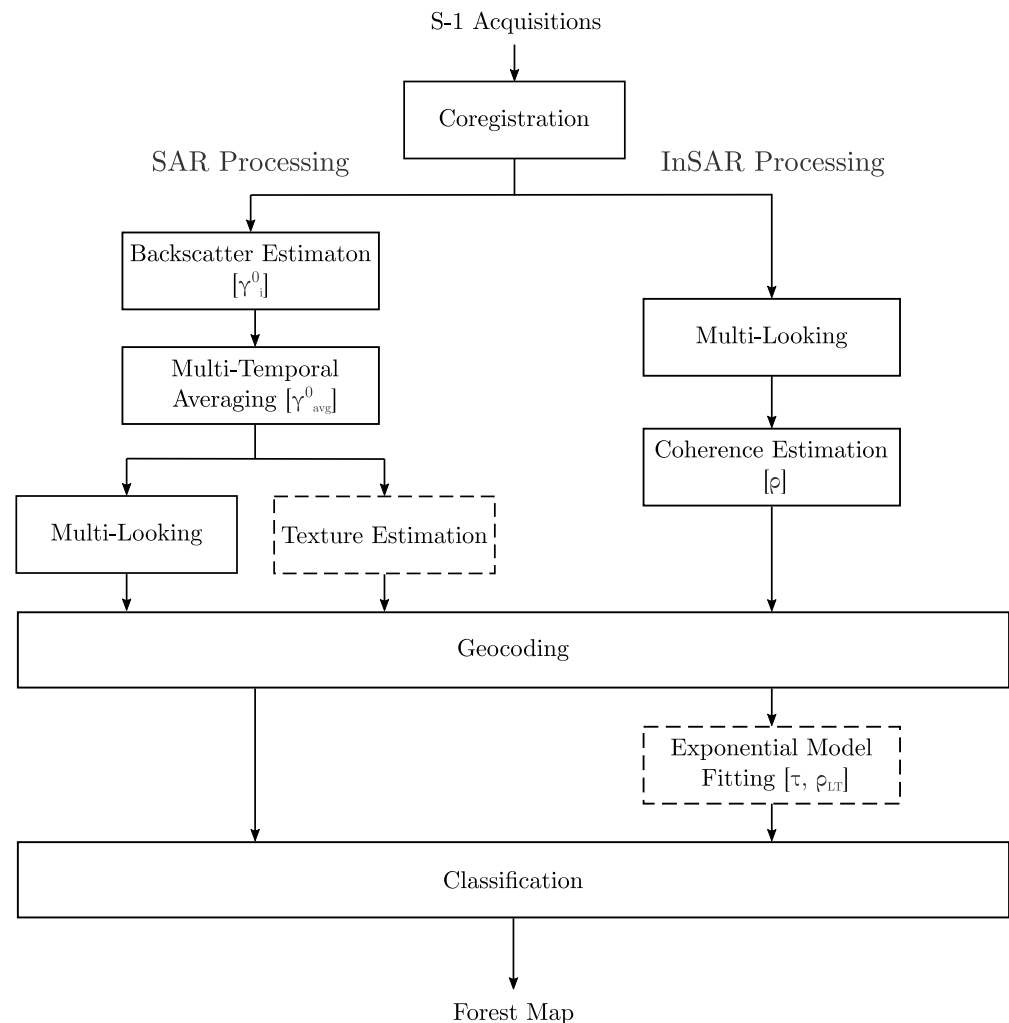 S-1 Acquisitions
Coregistration
SAR Processing
InSAR Processing
Backscatter Estimaton
[γ⁰ᵢ]
Multi-Temporal
Averaging [γ⁰avg]
Multi-Looking
Texture Estimation
Multi-Looking
Coherence Estimation
[ρ]
Geocoding
Exponential Model
Fitting [τ, ρLT]
Classification
Forest Map